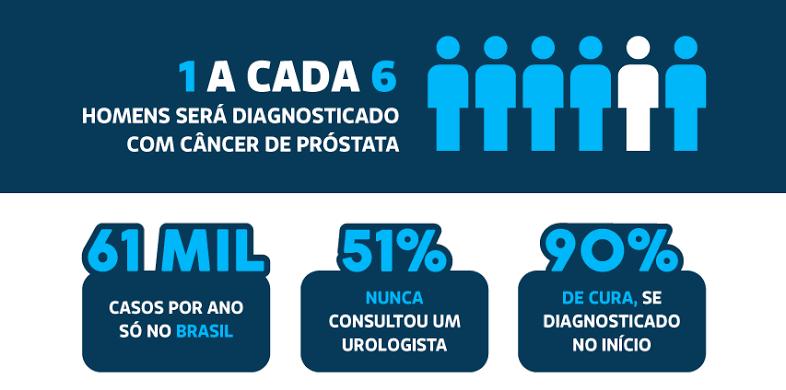 1 A CADA 6
HOMENS SERÁ DIAGNOSTICADO
COM CÂNCER DE PRÓSTATA
61 MIL
CASOS POR ANO
SÓ NO BRASIL
51%
NUNCA
CONSULTOU UM
UROLOGISTA
90%
DE CURA, SE
DIAGNOSTICADO
NO INÍCIO